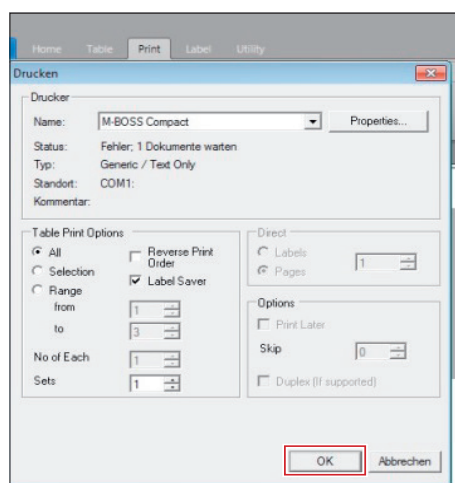 Home Table Print Label Utility
Drucken
Drucker
Name: M-BOSS Compact Properties...
Status: Fehler; 1 Dokumente warten
Typ: Generic / Text Only
Standort: COM1:
Kommentar:
Table Print Options
All
Selection
Range
from 1
to 3
No of Each 1
Sets 1
Reverse Print
Order
Label Saver
Direct
Labels
Pages
1
Options
Print Later
Skip 0
Duplex (If supported)
OK Abbrechen